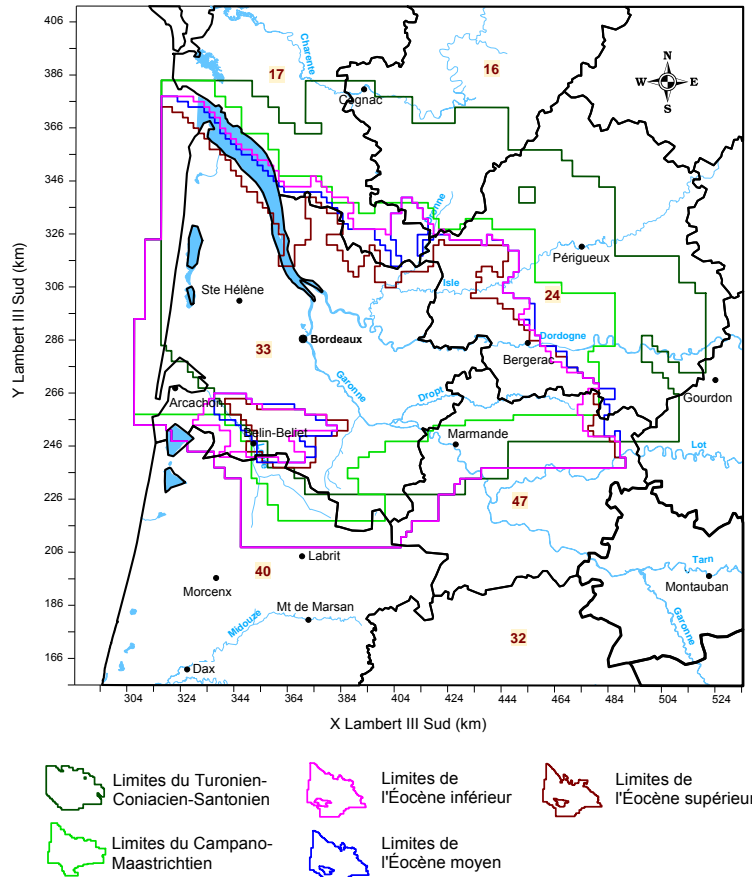 406
386
366
346
326
306
286
266
246
226
206
186
166
Y Lambert III Sud (km)
304
324
344
364
384
404
424
444
464
484
504
524
X Lambert III Sud (km)
N
W
E
S
17
16
Charente
Cognac
Périgueux
Isle
24
Ste Hélène
33
Bordeaux
Dordogne
Bergerac
Garonne
Dropt
Gourdon
Arcachon
Belin-Beliet
Marmande
Lot
47
40
Labrit
Morcenx
Mt de Marsan
Midouze
Dax
32
Tarn
Montauban
Garonne
Limites du Turonien-
Coniacien-Santonien
Limites de
l'Éocène inférieur
Limites de
l'Éocène supérieur
Limites du Campano-
Maastrichtien
Limites de
l'Éocène moyen